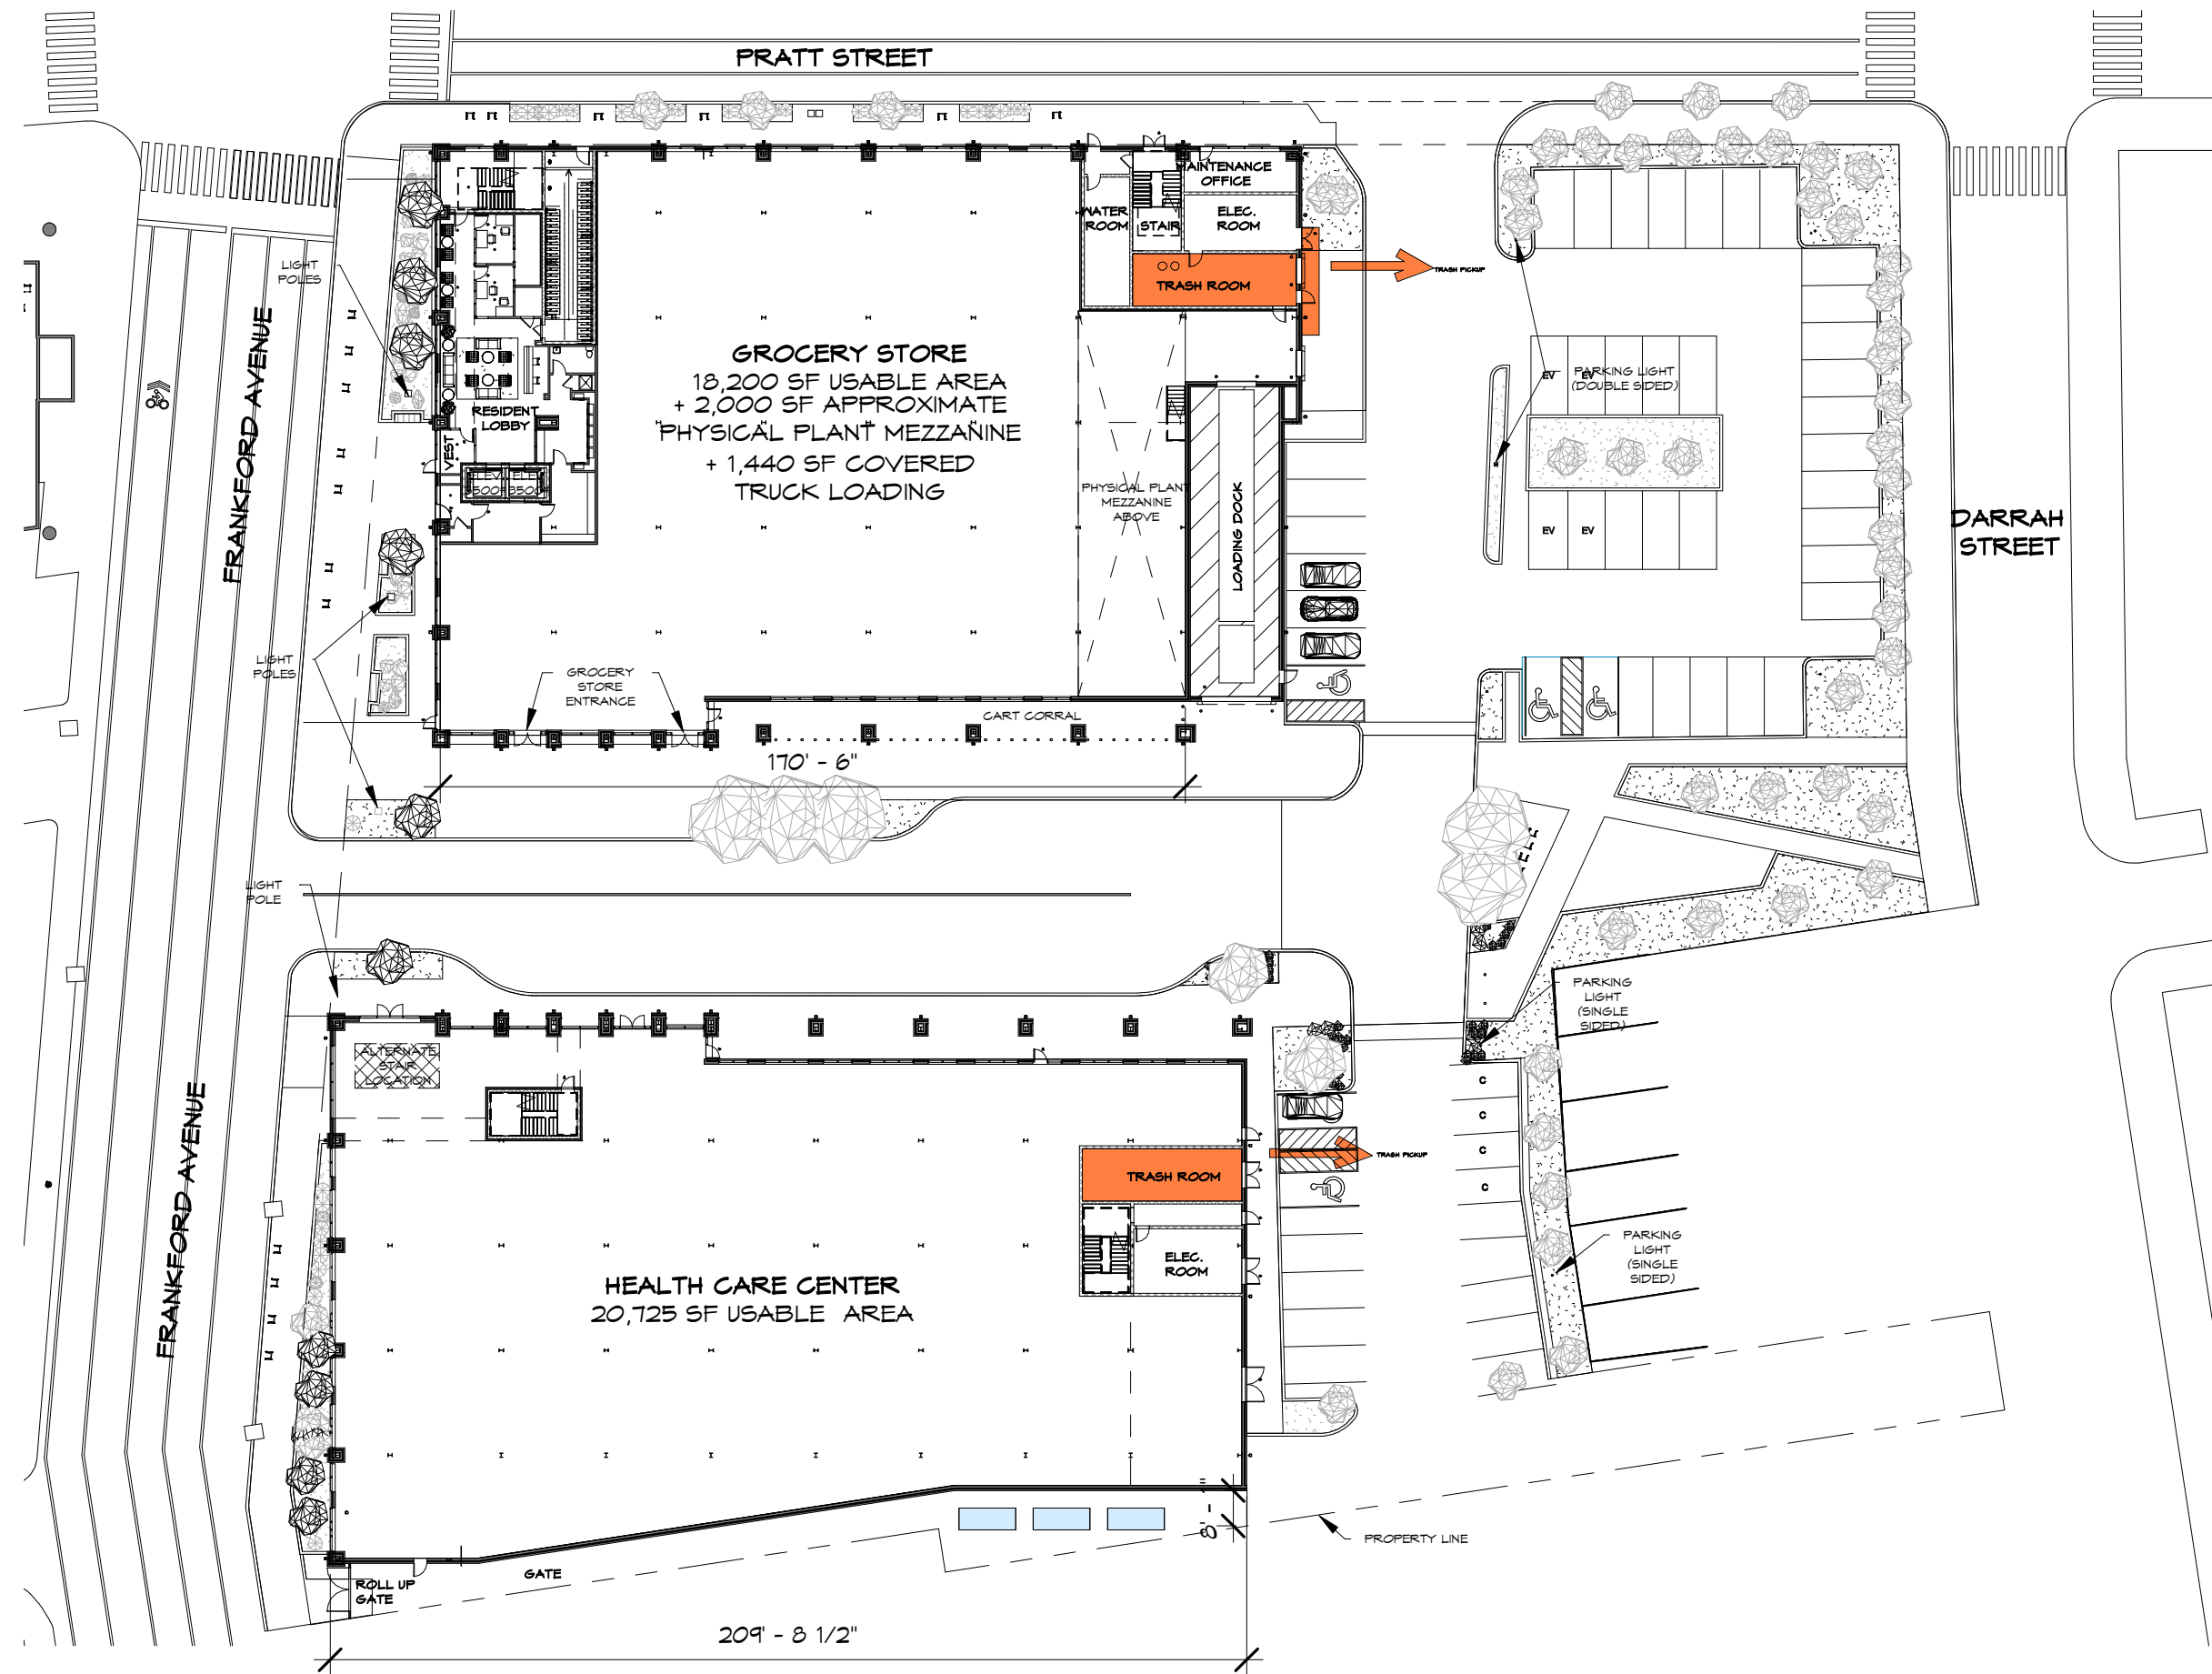 PRATT STREET
MAINTENANCE
OFFICE
WATER
ROOM
STAIR
ELEC.
ROOM
LIGHT
POLES
TRASH ROOM
TRASH PICKUP
FRANKFORD AVENUE
GROCERY STORE
18,200 SF USABLE AREA
+ 2,000 SF APPROXIMATE
PHYSICAL PLANT MEZZANINE
+ 1,440 SF COVERED
TRUCK LOADING
RESIDENT
LOBBY
VEST
PHYSICAL PLANT
MEZZANINE
ABOVE
LOADING DOCK
EV
EV
PARKING LIGHT
(DOUBLE SIDED)
EV
EV
DARRAH
STREET
LIGHT
POLES
GROCERY
STORE
ENTRANCE
CART CORRAL
170' - 6"
LIGHT
POLE
PARKING
LIGHT
(SINGLE
SIDED)
ALTERNATE
STAIR
LOCATION
C
C
C
C
TRASH ROOM
TRASH PICKUP
FRANKFORD AVENUE
ELEC.
ROOM
HEALTH CARE CENTER
20,725 SF USABLE AREA
PARKING
LIGHT
(SINGLE
SIDED)
PROPERTY LINE
GATE
ROLL UP
GATE
209' - 8 1/2"